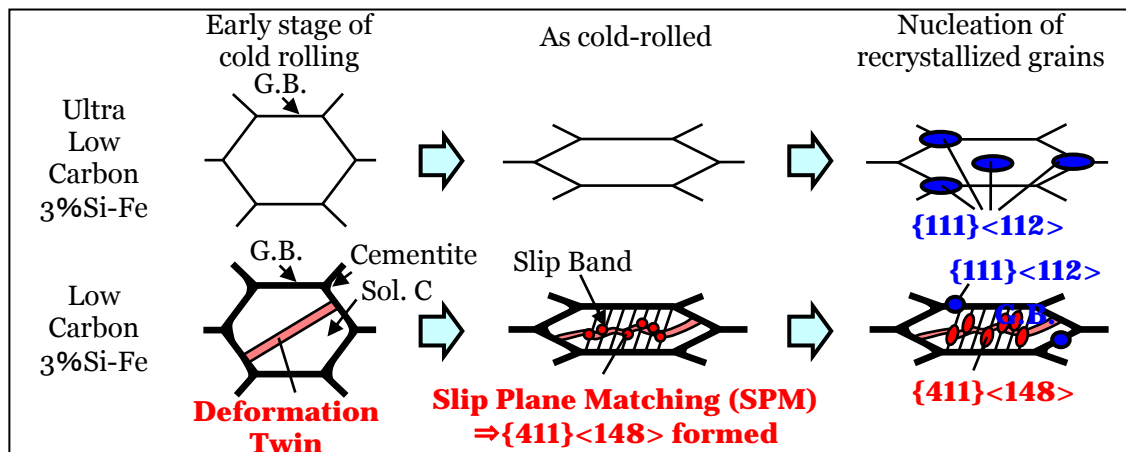 Early stage of
cold rolling
As cold-rolled
Nucleation of
recrystallized grains
Ultra
Low
Carbon
3%Si-Fe
G.B.
{111}<112>
Low
Carbon
3%Si-Fe
G.B.
Cementite
Sol. C
Deformation
Twin
Slip Band
Slip Plane Matching (SPM)
⇒{411}<148> formed
{111}<112>
G.B.
{411}<148>